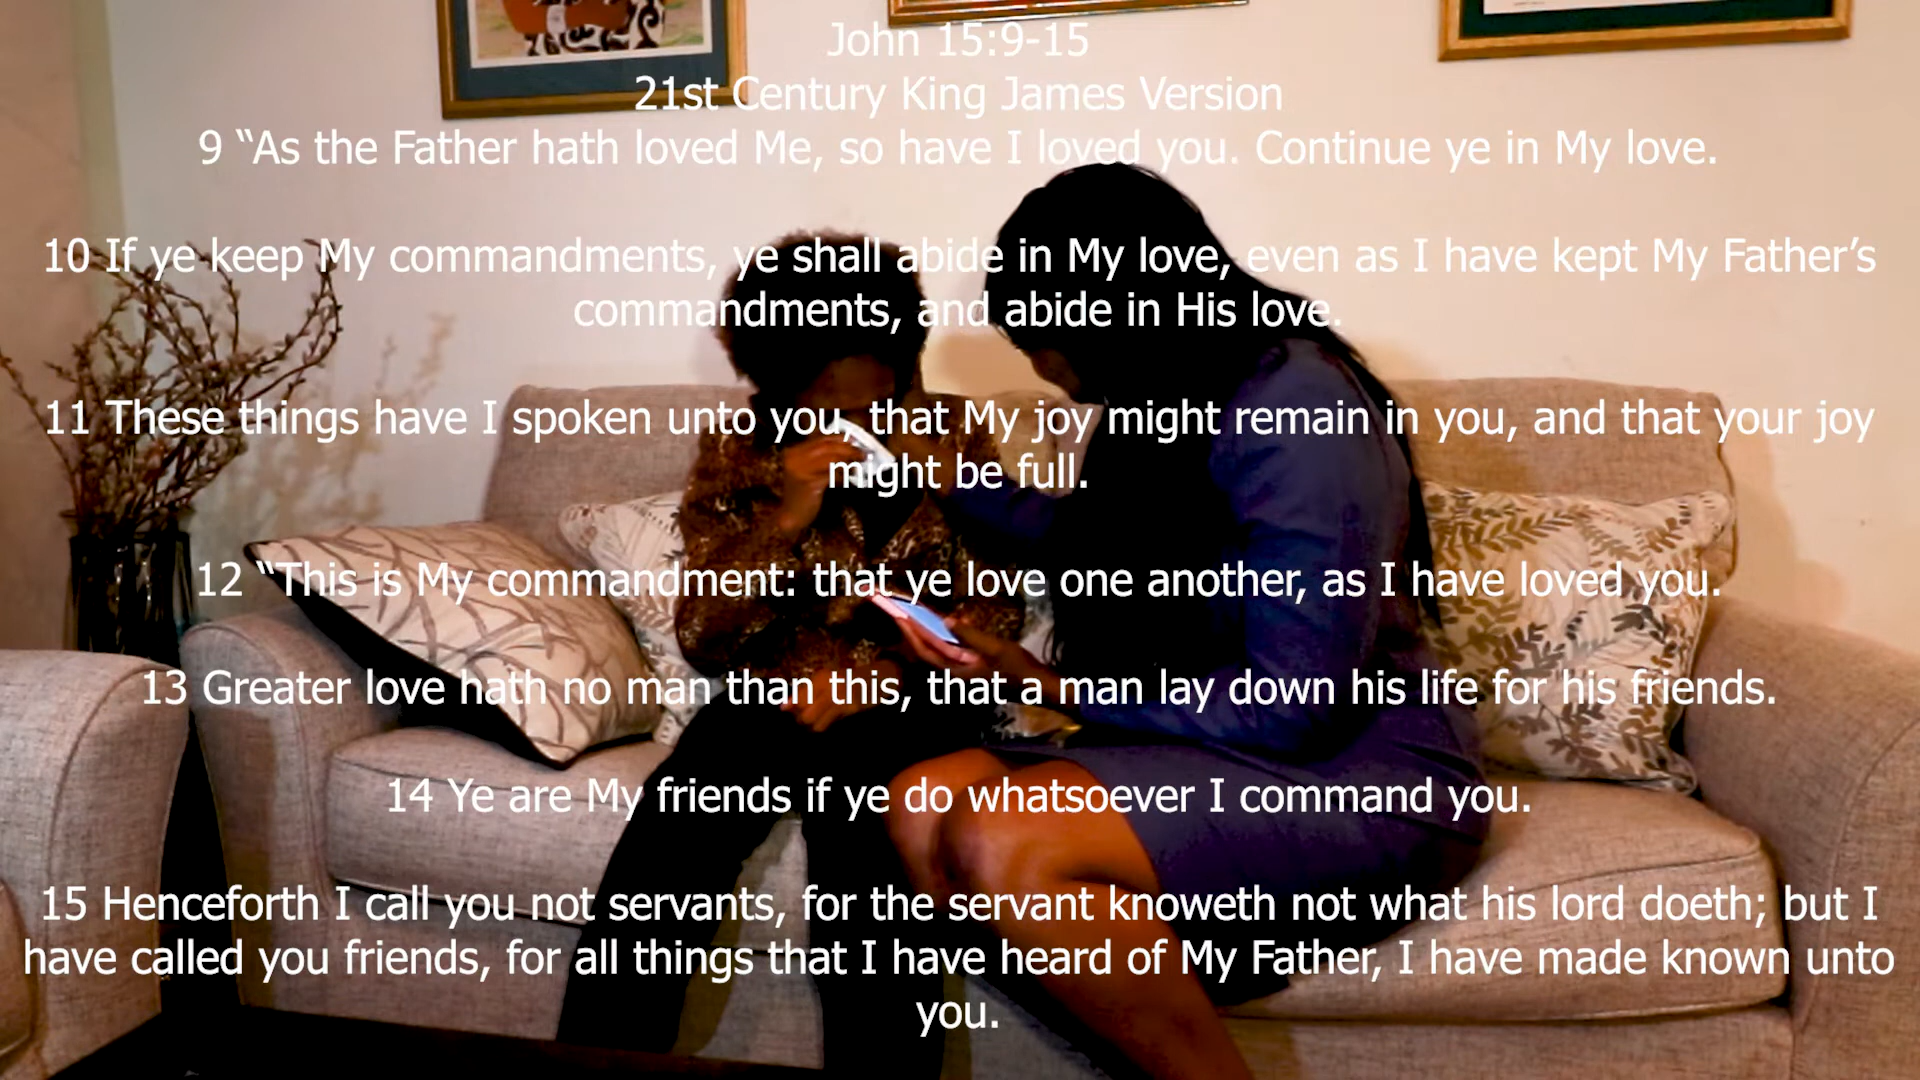 John 15:9-15
21st Century King James Version
9 “As the Father hath loved Me, so have I loved you. Continue ye in My love.
10 If ye keep My commandments, ye shall abide in My love, even as I have kept My Father’s
commandments, and abide in His love.
11 These things have I spoken unto you, that My joy might remain in you, and that your joy
might be full.
12 “This is My commandment: that ye love one another, as I have loved you.
13 Greater love hath no man than this, that a man lay down his life for his friends.
14 Ye are My friends if ye do whatsoever I command you.
15 Henceforth I call you not servants, for the servant knoweth not what his lord doeth; but I
have called you friends, for all things that I have heard of My Father, I have made known unto
you.